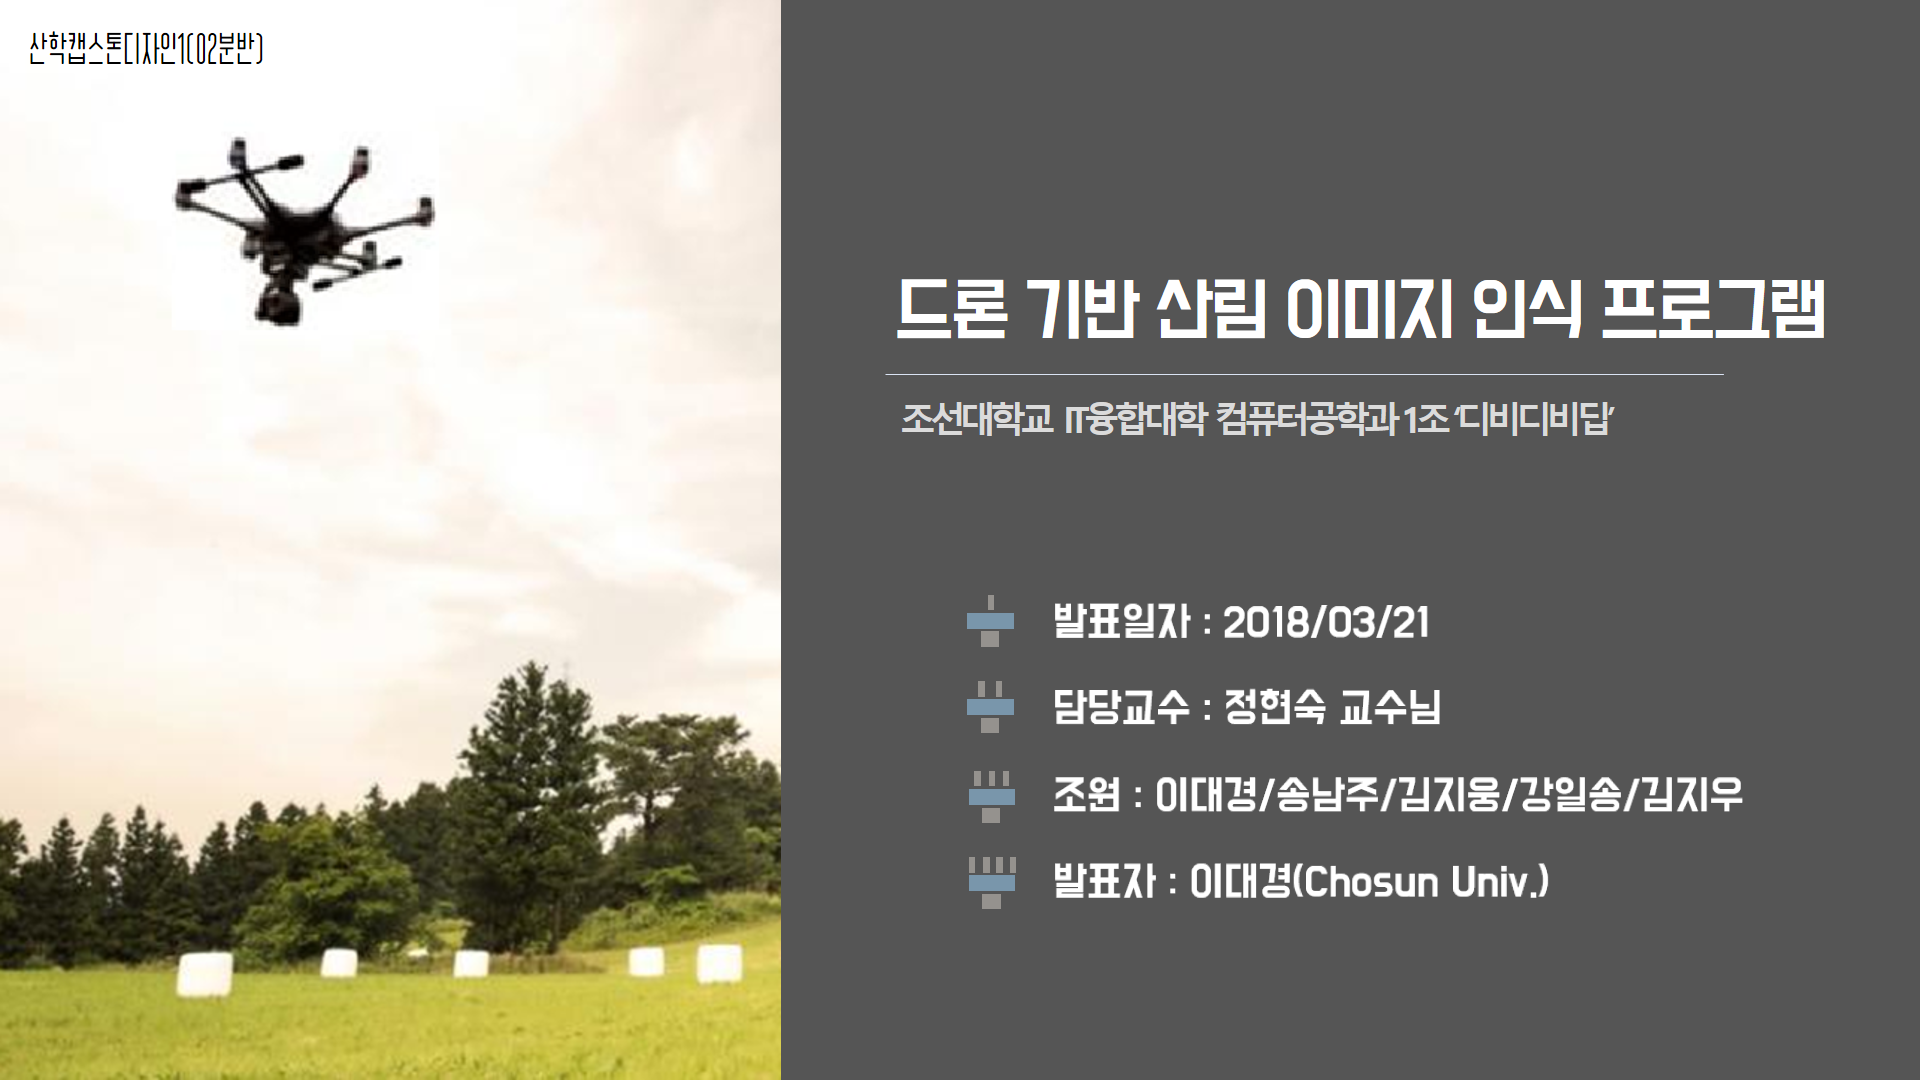 산학캡스톤디자인1(02분반)
드론 기반 산림 이미지 인식 프로그램
조선대학교 IT융합대학 컴퓨터공학과 1조 '디비디비딥'
발표일자 : 2018/03/21
담당교수 : 정현숙 교수님
조원 : 이대경/송남주/김지웅/강일송/김지우
발표자 : 이대경(Chosun Univ.)